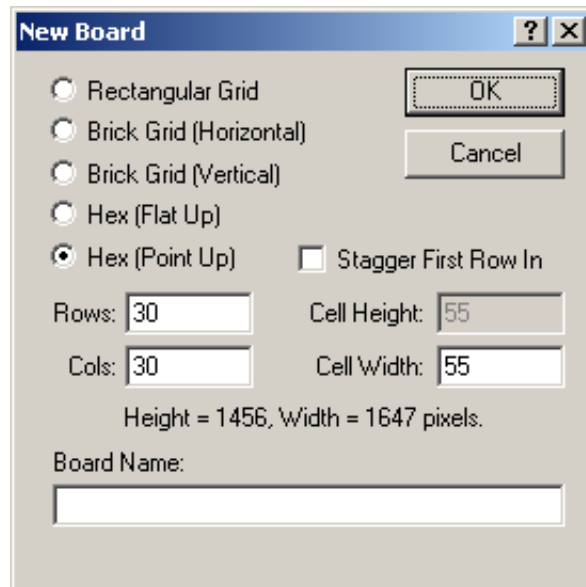 New Board
Rectangular Grid
OK
Brick Grid (Horizontal)
Cancel
Brick Grid (Vertical)
Hex (Flat Up)
Hex (Point Up)
Stagger First Row In
Rows: 30
Cell Height: 55
Cols: 30
Cell Width: 55
Height = 1456, Width = 1647 pixels.
Board Name: